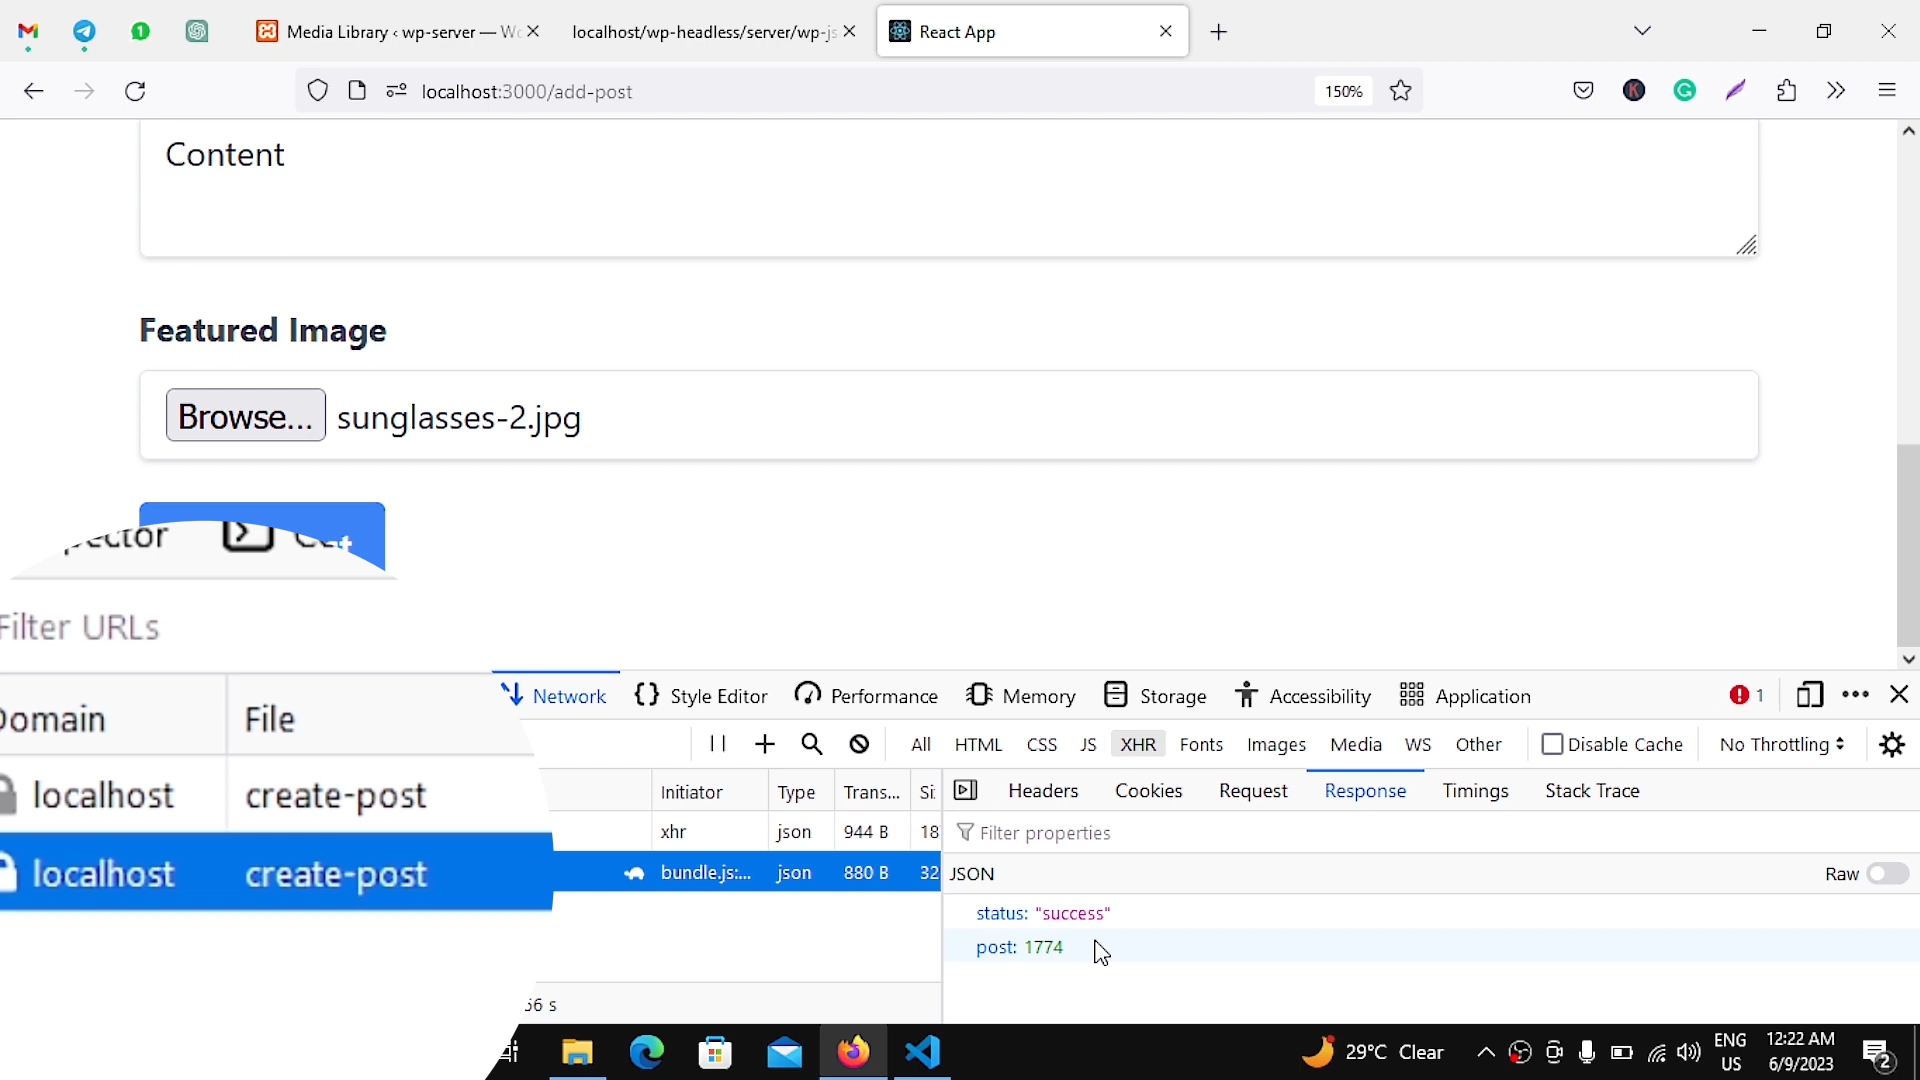 Media Library ‹ wp-server — W
localhost/wp-headless/server/wp-js
React App
localhost:3000/add-post
150%
Content
Featured Image
Browse... sunglasses-2.jpg
Filter URLs
Domain File
localhost create-post
localhost create-post
Network
Style Editor
Performance
Memory
Storage
Accessibility
Application
1
All HTML CSS JS XHR Fonts Images Media WS Other
Disable Cache
No Throttling
Initiator Type Trans... Si
xhr json 944 B 18
bundle.js:... json 880 B 32
56 s
Headers Cookies Request Response Timings Stack Trace
Filter properties
JSON Raw
status: "success"
post: 1774
29°C Clear
ENG
US
12:22 AM
6/9/2023
2